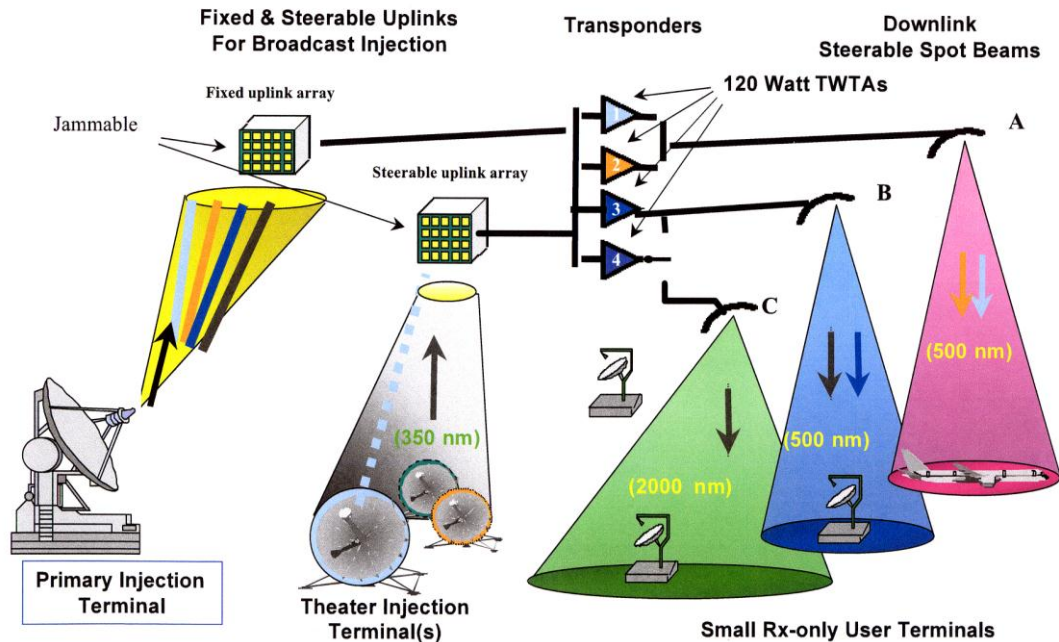 Fixed & Steerable Uplinks
For Broadcast Injection
Transponders
Downlink
Steerable Spot Beams
Fixed uplink array
120 Watt TWTAs
Jammable
Steerable uplink array
1
2
3
4
A
B
C
(500 nm)
(500 nm)
(350 nm)
(2000 nm)
Primary Injection
Terminal
Theater Injection
Terminal(s)
Small Rx-only User Terminals